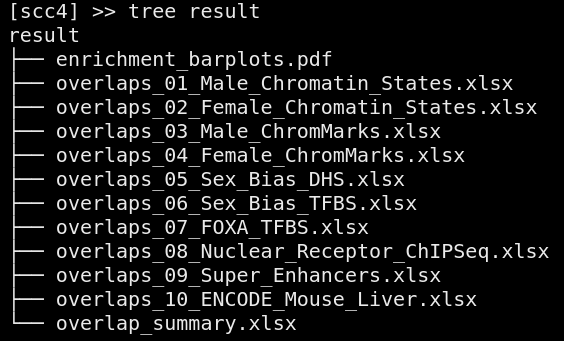 [scc4] >> tree result
result
├── enrichment_barplots.pdf
├── overlaps_01_Male_Chromatin_States.xlsx
├── overlaps_02_Female_Chromatin_States.xlsx
├── overlaps_03_Male_ChromMarks.xlsx
├── overlaps_04_Female_ChromMarks.xlsx
├── overlaps_05_Sex_Bias_DHS.xlsx
├── overlaps_06_Sex_Bias_TFBS.xlsx
├── overlaps_07_FOXA_TFBS.xlsx
├── overlaps_08_Nuclear_Receptor_ChIPSeq.xlsx
├── overlaps_09_Super_Enhancers.xlsx
├── overlaps_10_ENCODE_Mouse_Liver.xlsx
└── overlap_summary.xlsx